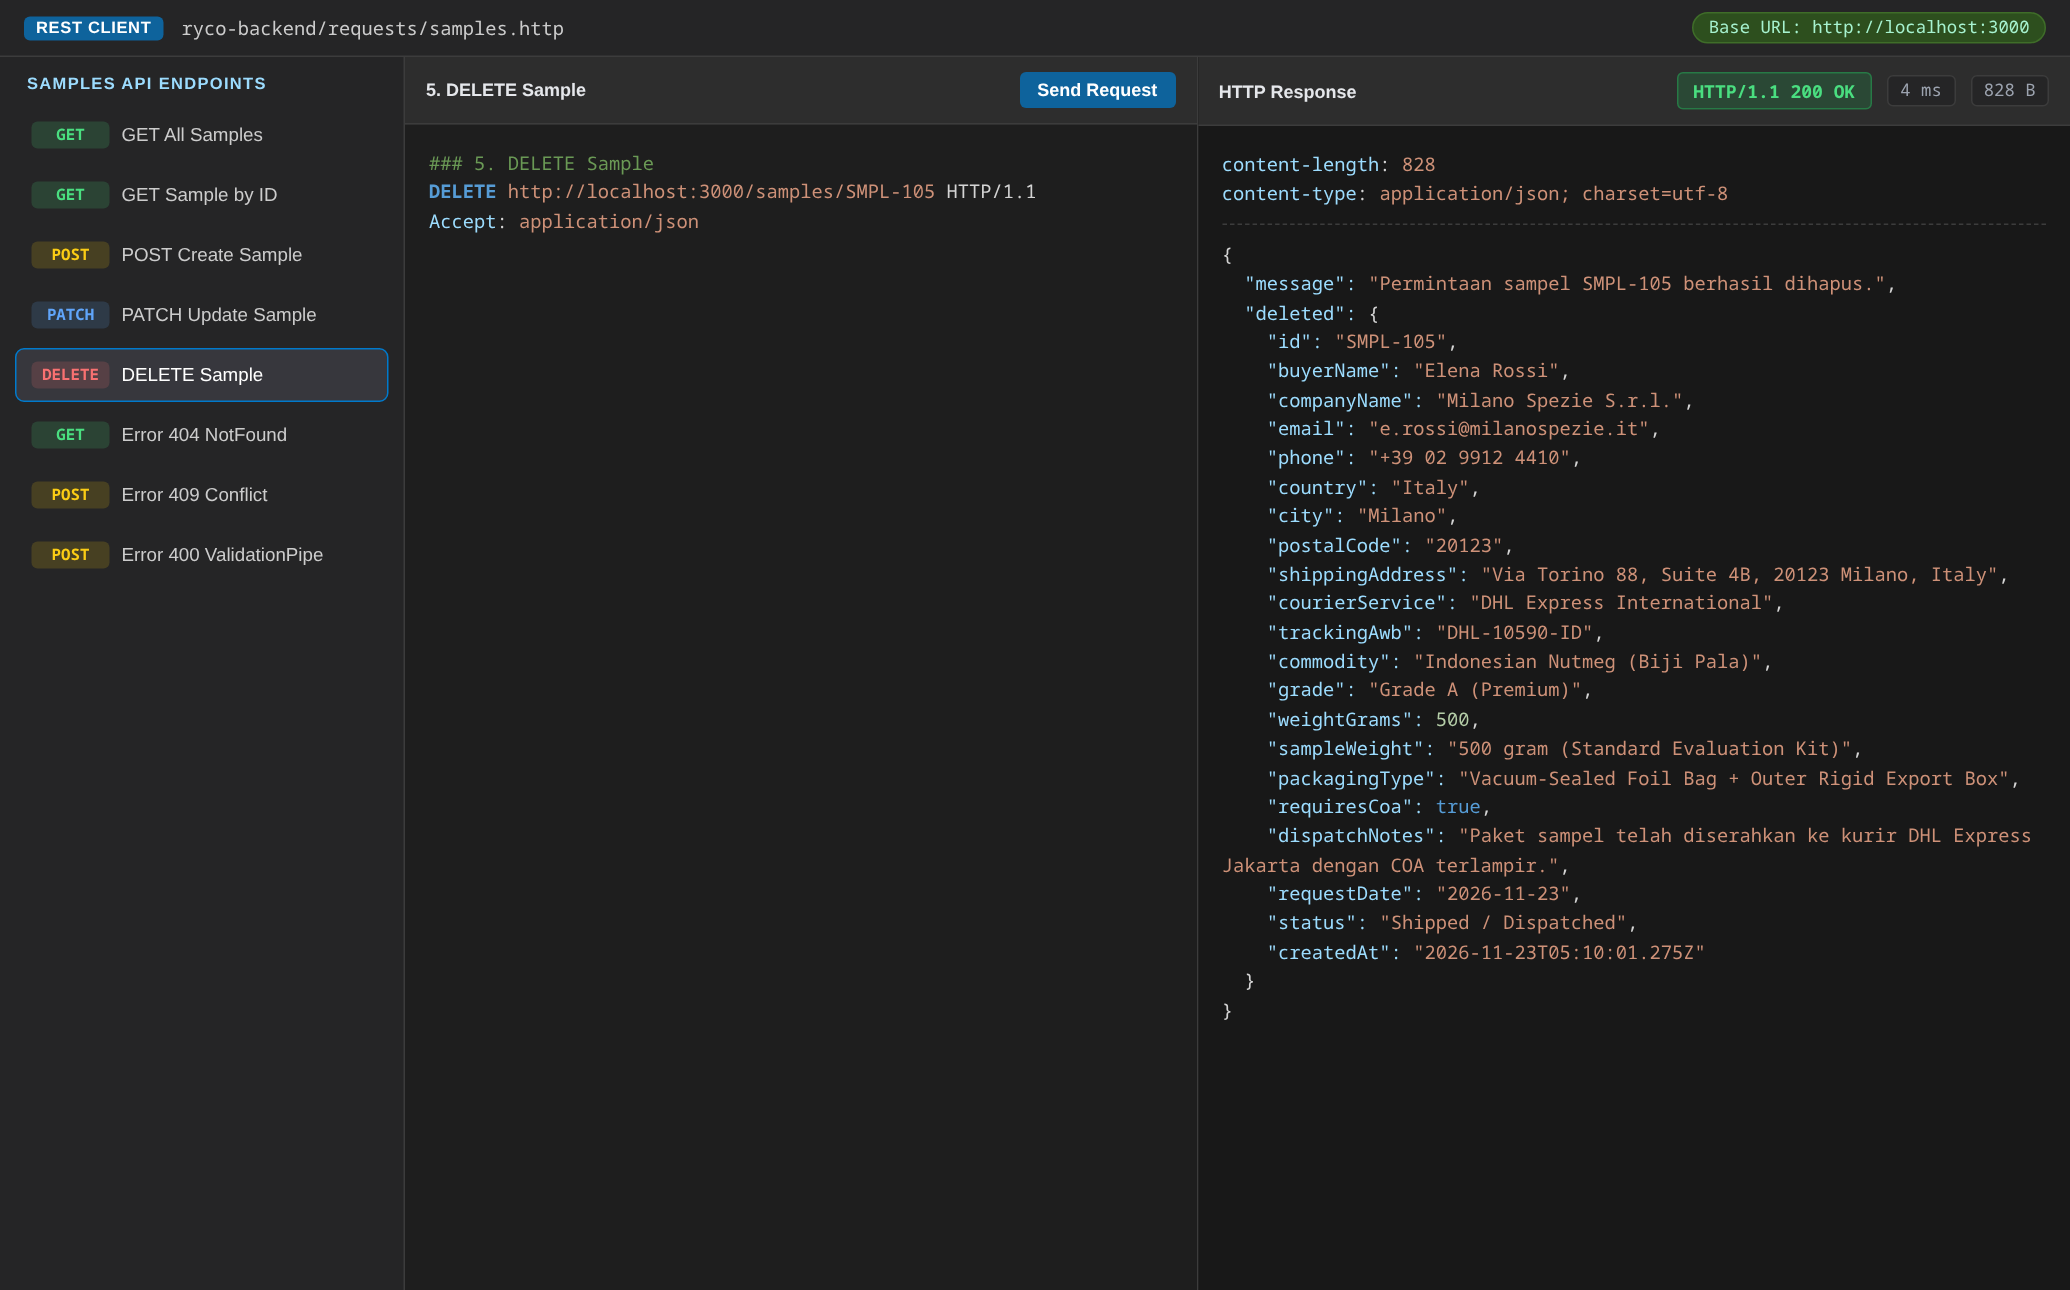 REST CLIENT ryco-backend/requests/samples.http Base URL: http://localhost:3000
SAMPLES API ENDPOINTS
GET GET All Samples
GET GET Sample by ID
POST POST Create Sample
PATCH PATCH Update Sample
DELETE DELETE Sample
GET Error 404 NotFound
POST Error 409 Conflict
POST Error 400 ValidationPipe
5. DELETE Sample Send Request
### 5. DELETE Sample
DELETE http://localhost:3000/samples/SMPL-105 HTTP/1.1
Accept: application/json
HTTP Response HTTP/1.1 200 OK 4 ms 828 B
content-length: 828
content-type: application/json; charset=utf-8
{
  "message": "Permintaan sampel SMPL-105 berhasil dihapus.",
  "deleted": {
    "id": "SMPL-105",
    "buyerName": "Elena Rossi",
    "companyName": "Milano Spezie S.r.l.",
    "email": "e.rossi@milanospezie.it",
    "phone": "+39 02 9912 4410",
    "country": "Italy",
    "city": "Milano",
    "postalCode": "20123",
    "shippingAddress": "Via Torino 88, Suite 4B, 20123 Milano, Italy",
    "courierService": "DHL Express International",
    "trackingAwb": "DHL-10590-ID",
    "commodity": "Indonesian Nutmeg (Biji Pala)",
    "grade": "Grade A (Premium)",
    "weightGrams": 500,
    "sampleWeight": "500 gram (Standard Evaluation Kit)",
    "packagingType": "Vacuum-Sealed Foil Bag + Outer Rigid Export Box",
    "requiresCoa": true,
    "dispatchNotes": "Paket sampel telah diserahkan ke kurir DHL Express
Jakarta dengan COA terlampir.",
    "requestDate": "2026-11-23",
    "status": "Shipped / Dispatched",
    "createdAt": "2026-11-23T05:10:01.275Z"
  }
}